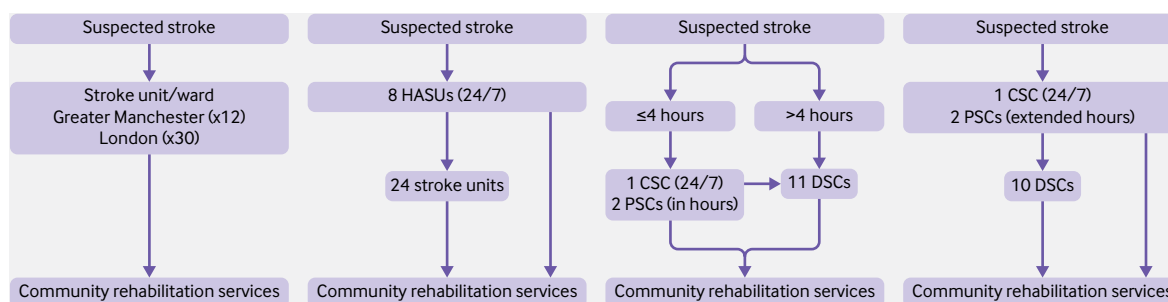 Suspected stroke
Stroke unit/ward
Greater Manchester (x12)
London (x30)
Community rehabilitation services
Suspected stroke
8 HASUs (24/7)
24 stroke units
Community rehabilitation services
Suspected stroke
≤4 hours
>4 hours
1 CSC (24/7)
2 PSCs (in hours)
11 DSCs
Community rehabilitation services
Suspected stroke
1 CSC (24/7)
2 PSCs (extended hours)
10 DSCs
Community rehabilitation services